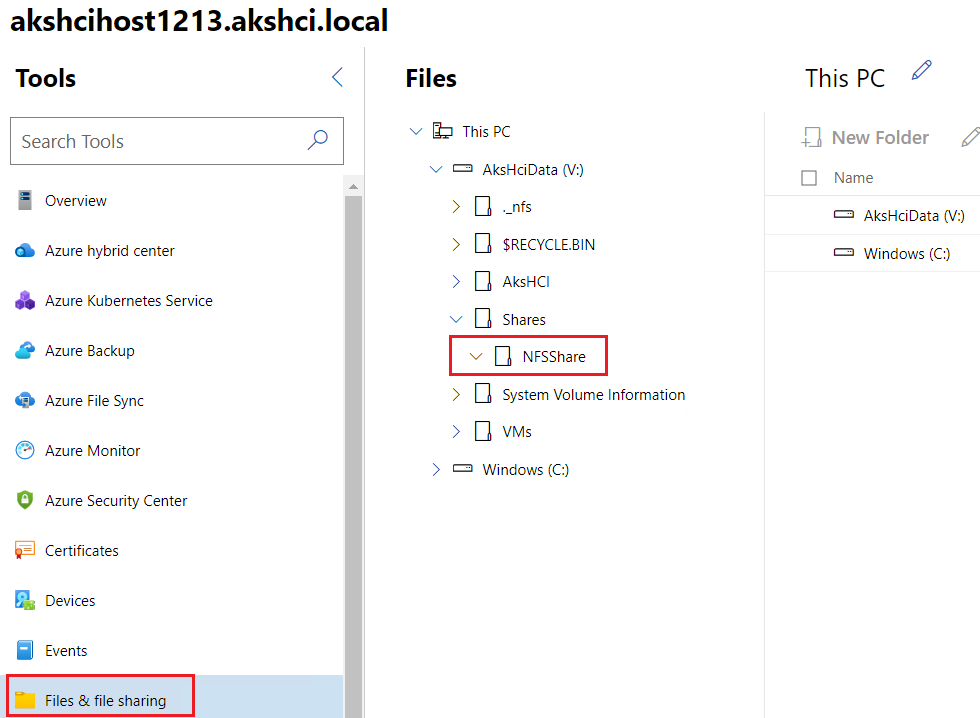 akshcihost1213.akshci.local
Tools
Search Tools
Overview
Azure hybrid center
Azure Kubernetes Service
Azure Backup
Azure File Sync
Azure Monitor
Azure Security Center
Certificates
Devices
Events
Files & file sharing
Files
This PC
AksHciData (V:)
._nfs
$RECYCLE.BIN
AksHCI
Shares
NFSShare
System Volume Information
VMs
Windows (C:)
This PC
New Folder
Name
AksHciData (V:)
Windows (C:)